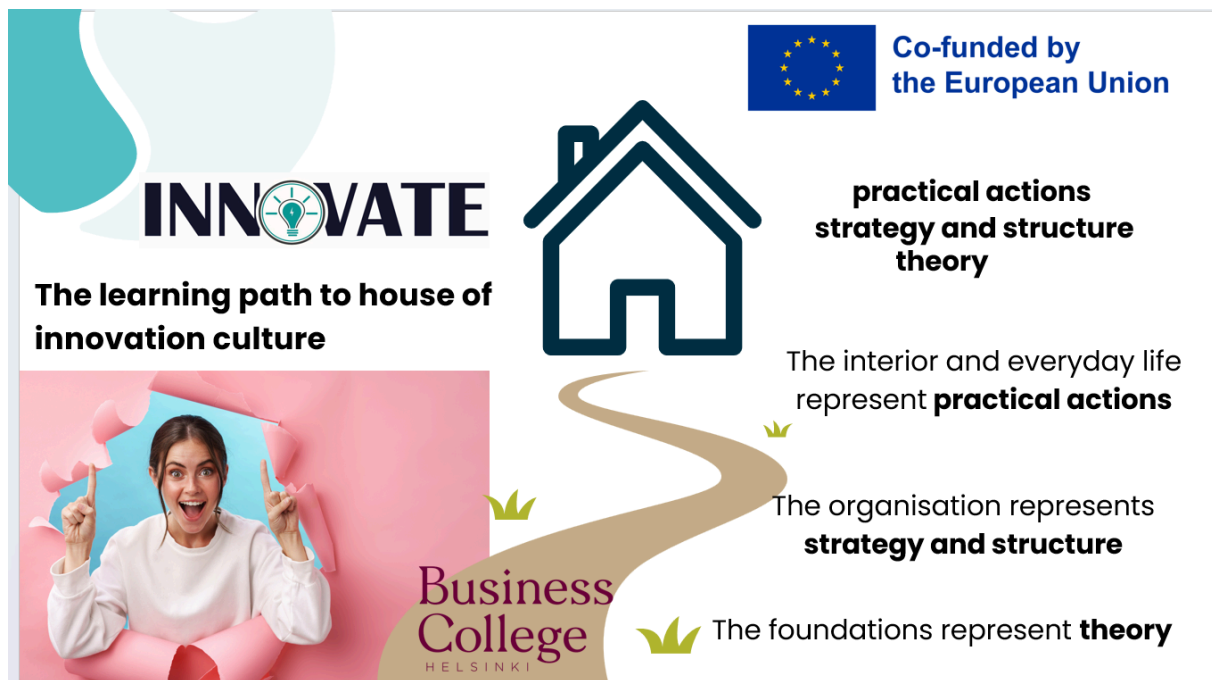 Co-funded by
the European Union
INNOVATE
The learning path to house of
innovation culture
practical actions
strategy and structure
theory
The interior and everyday life
represent practical actions
The organisation represents
strategy and structure
The foundations represent theory
Business
College
HELSINKI